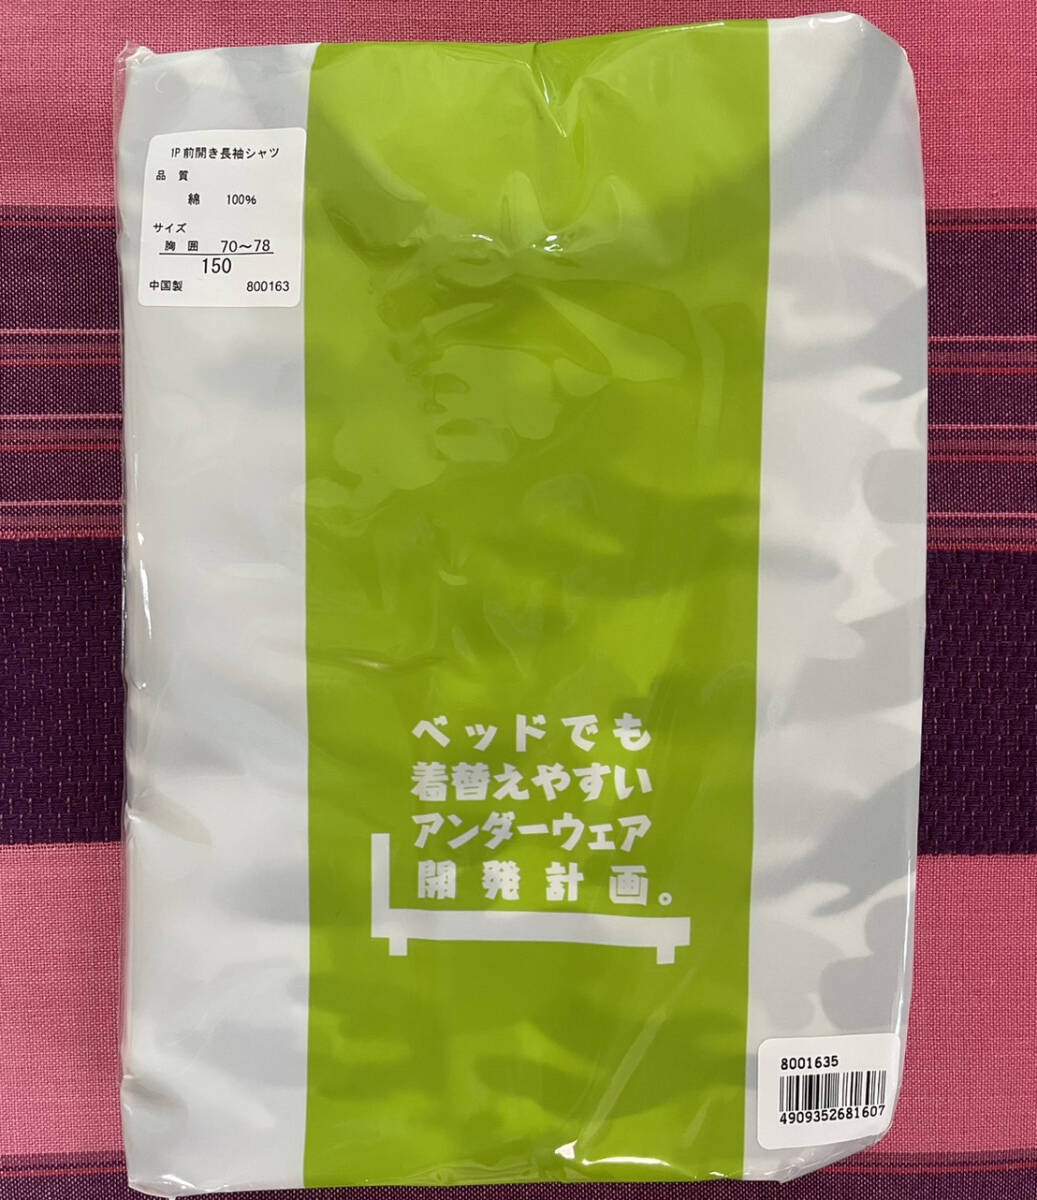 1P前開き長袖シャツ
品質
綿 100%
サイズ
胸囲 70〜78
150
中国製 800163
ベッドでも
着替えやすい
アンダーウェア
開発計画。
8001635
4909352681607